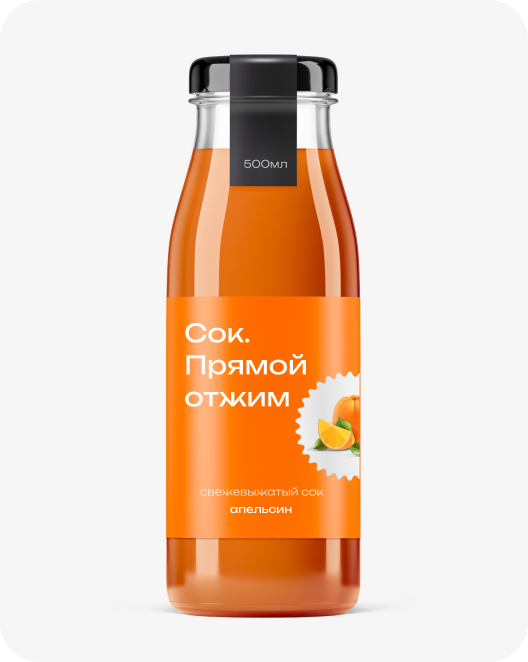 500мл
Сок.
Прямой
отжим
свежевыжатый сок
апельсин